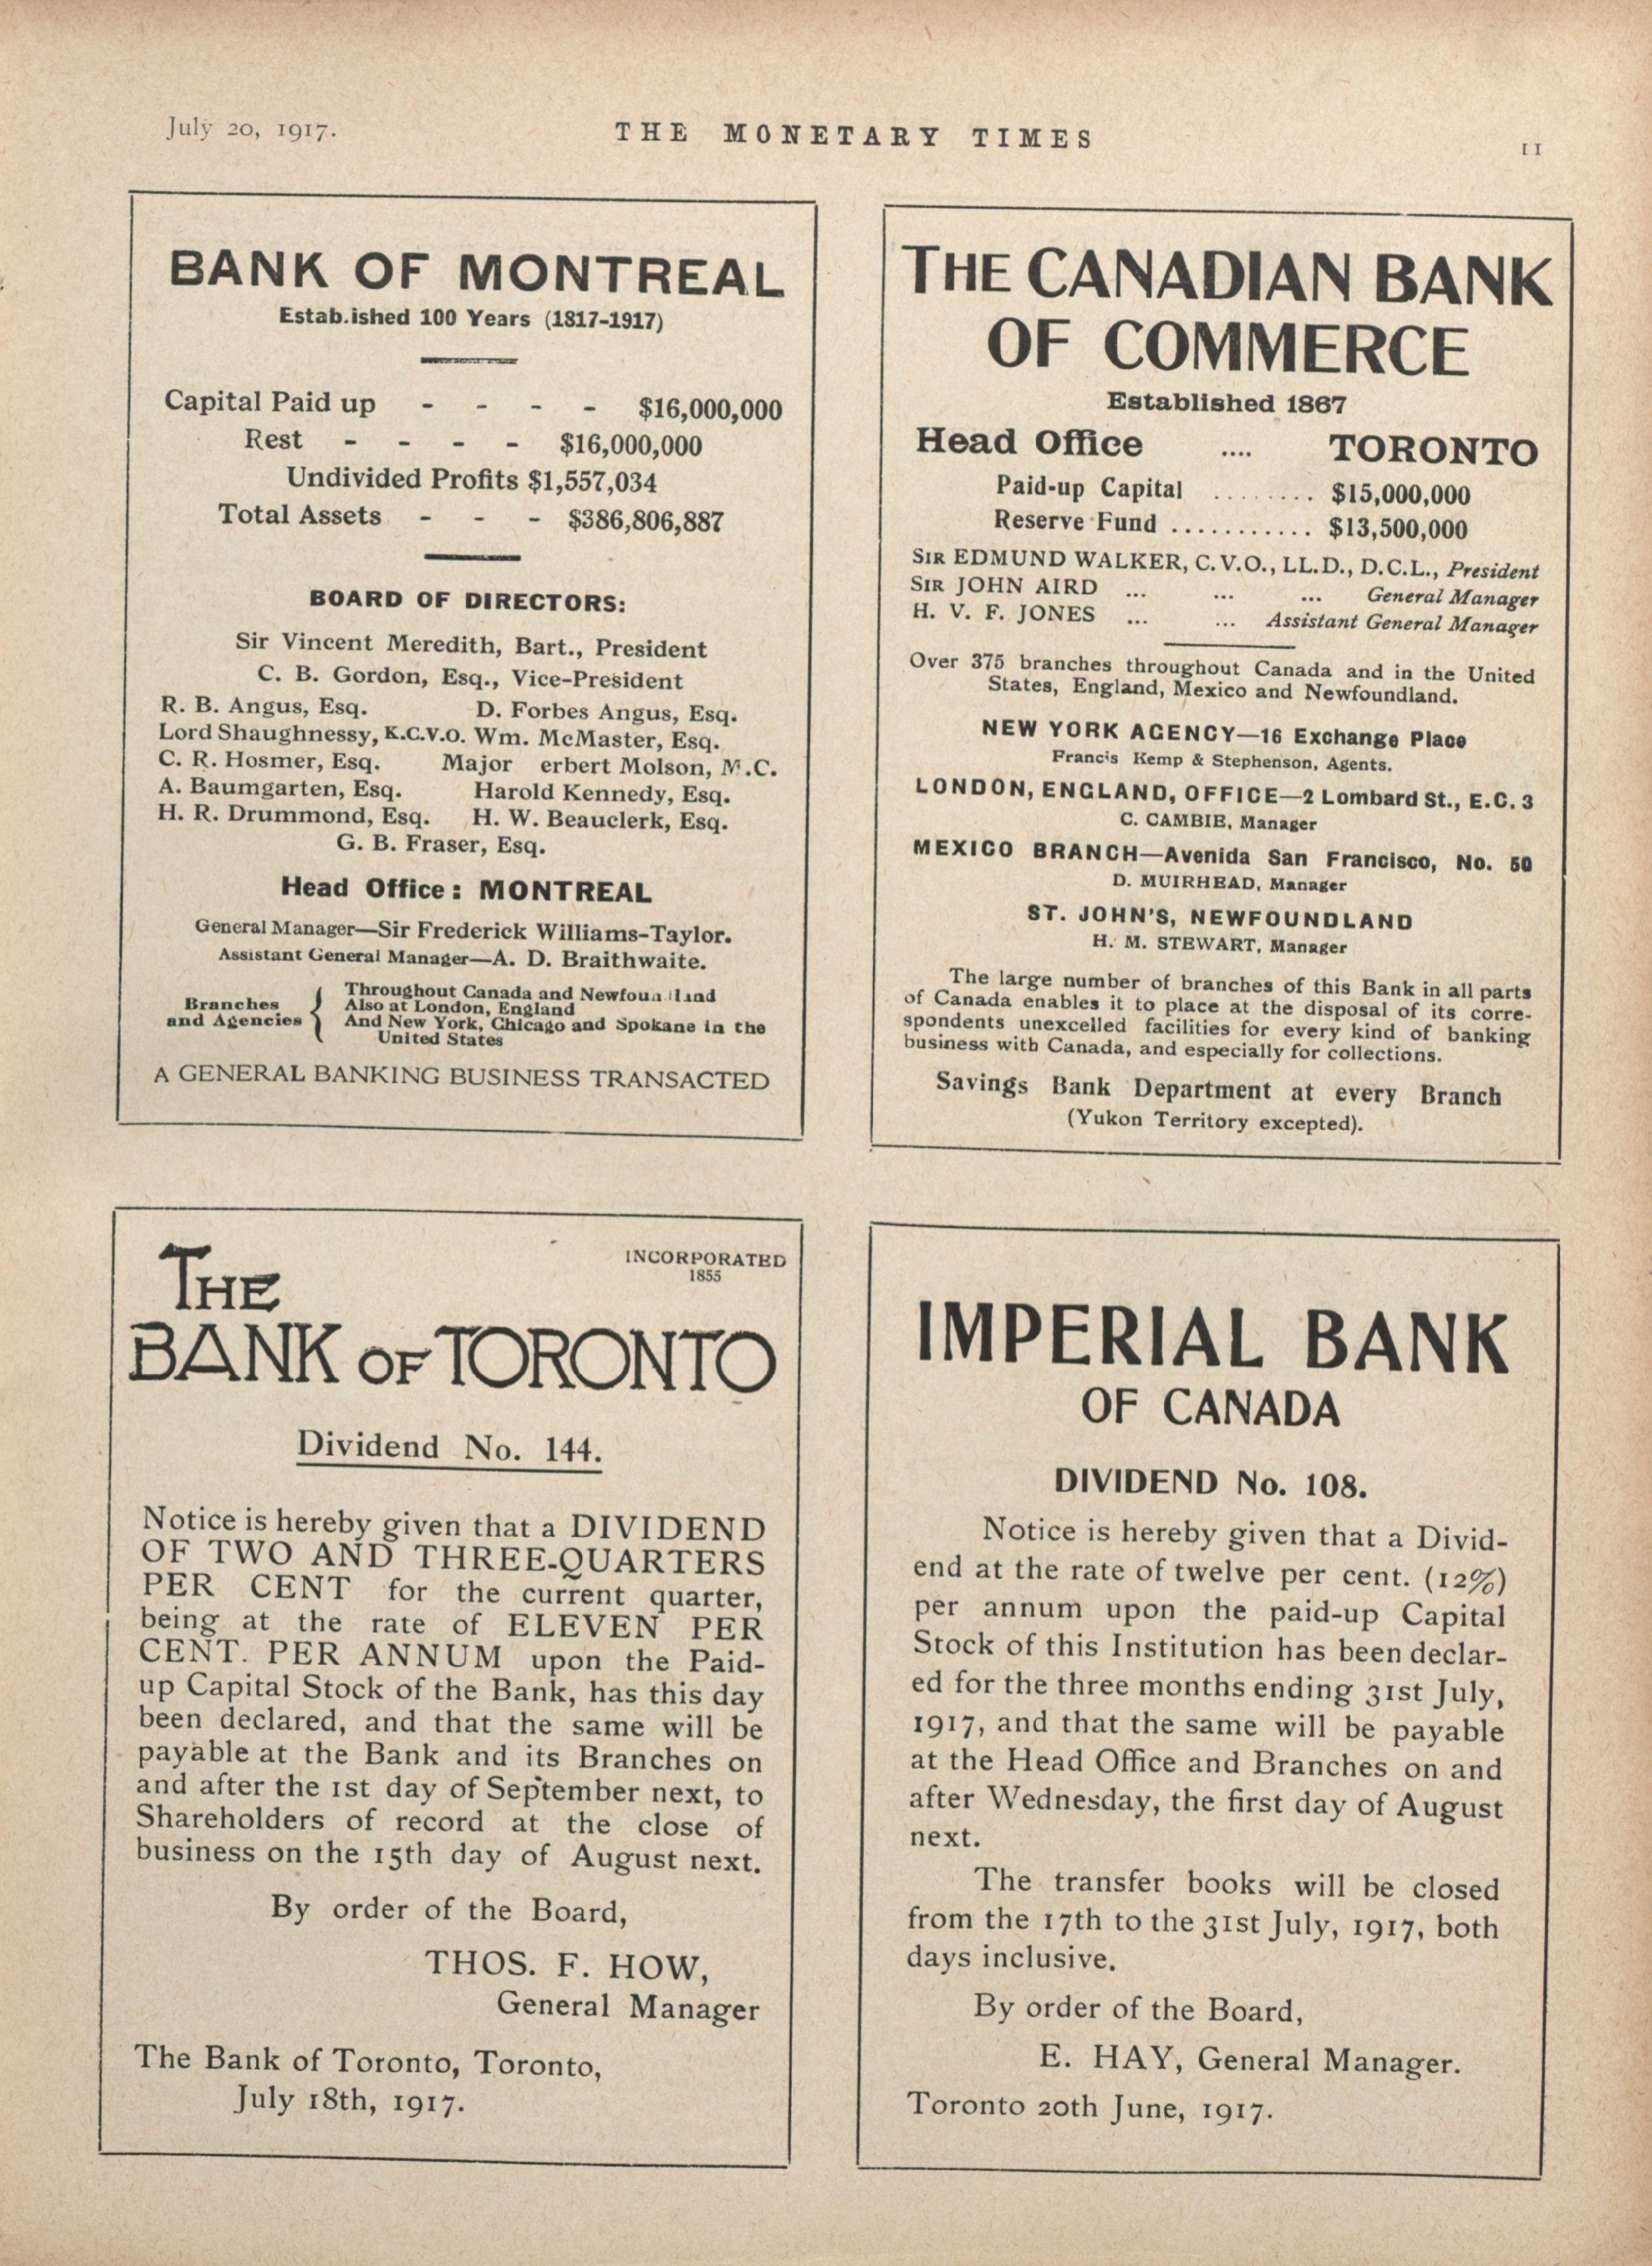 July 20, 1917.
THE MONETARY TIMES
11
BANK OF MONTREAL
Estab.ished 100 Years (1817-1917)
Capital Paid up - - - - $16,000,000
Rest - - - - $16,000,000
Undivided Profits $1,557,034
Total Assets - - - $386,806,887
BOARD OF DIRECTORS:
Sir Vincent Meredith, Bart., President
C. B. Gordon, Esq., Vice-President
R. B. Angus, Esq. D. Forbes Angus, Esq.
Lord Shaughnessy, K.C.V.O. Wm. McMaster, Esq.
C. R. Hosmer, Esq. Major erbert Molson, M.C.
A. Baumgarten, Esq. Harold Kennedy, Esq.
H. R. Drummond, Esq. H. W. Beauclerk, Esq.
G. B. Fraser, Esq.
Head Office: MONTREAL
General Manager—Sir Frederick Williams-Taylor.
Assistant General Manager—A. D. Braithwaite.
Branches and Agencies
Throughout Canada and Newfoundland
Also at London, England
And New York, Chicago and Spokane in the
United States
A GENERAL BANKING BUSINESS TRANSACTED
THE CANADIAN BANK
OF COMMERCE
Established 1867
Head Office .... TORONTO
Paid-up Capital ........ $15,000,000
Reserve Fund ........... $13,500,000
SIR EDMUND WALKER, C.V.O., LL.D., D.C.L., President
SIR JOHN AIRD ... ... ... General Manager
H. V. F. JONES ... ... Assistant General Manager
Over 375 branches throughout Canada and in the United
States, England, Mexico and Newfoundland.
NEW YORK AGENCY—16 Exchange Place
Francis Kemp & Stephenson, Agents.
LONDON, ENGLAND, OFFICE—2 Lombard St., E.C. 3
C. CAMBIE, Manager
MEXICO BRANCH—Avenida San Francisco, No. 50
D. MUIRHEAD, Manager
ST. JOHN'S, NEWFOUNDLAND
H. M. STEWART, Manager
The large number of branches of this Bank in all parts
of Canada enables it to place at the disposal of its corre-
spondents unexcelled facilities for every kind of banking
business with Canada, and especially for collections.
Savings Bank Department at every Branch
(Yukon Territory excepted).
THE
INCORPORATED
1855
BANK OF TORONTO
Dividend No. 144.
Notice is hereby given that a DIVIDEND
OF TWO AND THREE-QUARTERS
PER CENT for the current quarter,
being at the rate of ELEVEN PER
CENT. PER ANNUM upon the Paid-
up Capital Stock of the Bank, has this day
been declared, and that the same will be
payable at the Bank and its Branches on
and after the 1st day of September next, to
Shareholders of record at the close of
business on the 15th day of August next.
By order of the Board,
THOS. F. HOW,
General Manager
The Bank of Toronto, Toronto,
July 18th, 1917.
IMPERIAL BANK
OF CANADA
DIVIDEND No. 108.
Notice is hereby given that a Divid-
end at the rate of twelve per cent. (12%)
per annum upon the paid-up Capital
Stock of this Institution has been declar-
ed for the three months ending 31st July,
1917, and that the same will be payable
at the Head Office and Branches on and
after Wednesday, the first day of August
next.
The transfer books will be closed
from the 17th to the 31st July, 1917, both
days inclusive.
By order of the Board,
E. HAY, General Manager.
Toronto 20th June, 1917.